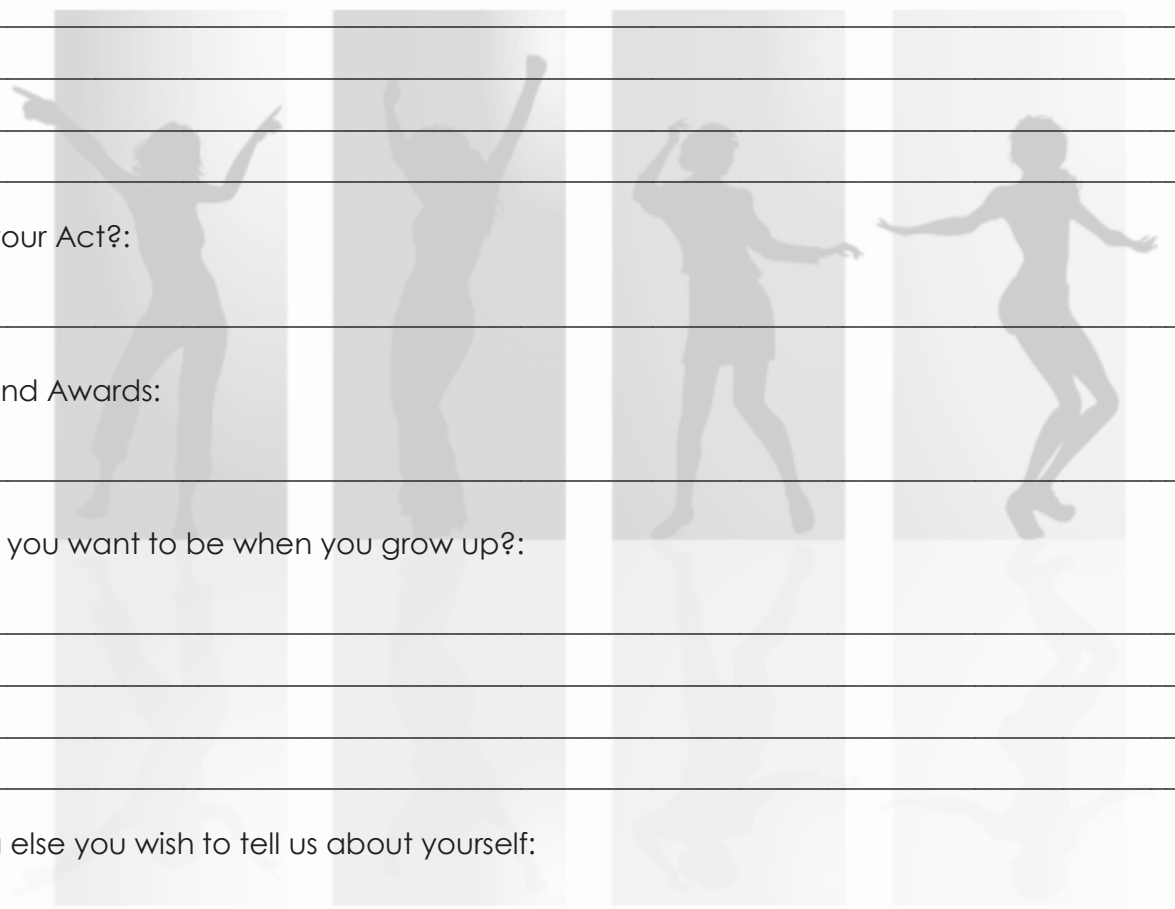 our Act?:
nd Awards:
you want to be when you grow up?:
else you wish to tell us about yourself: